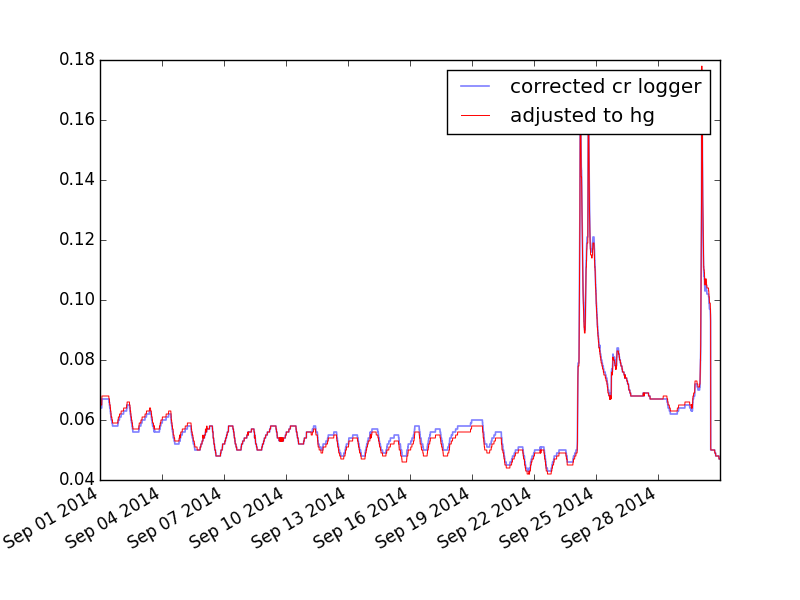 0.18
corrected cr logger
adjusted to hg
0.16
0.14
0.12
0.10
0.08
0.06
0.04
Sep 01 2014
Sep 04 2014
Sep 07 2014
Sep 10 2014
Sep 13 2014
Sep 16 2014
Sep 19 2014
Sep 22 2014
Sep 25 2014
Sep 28 2014